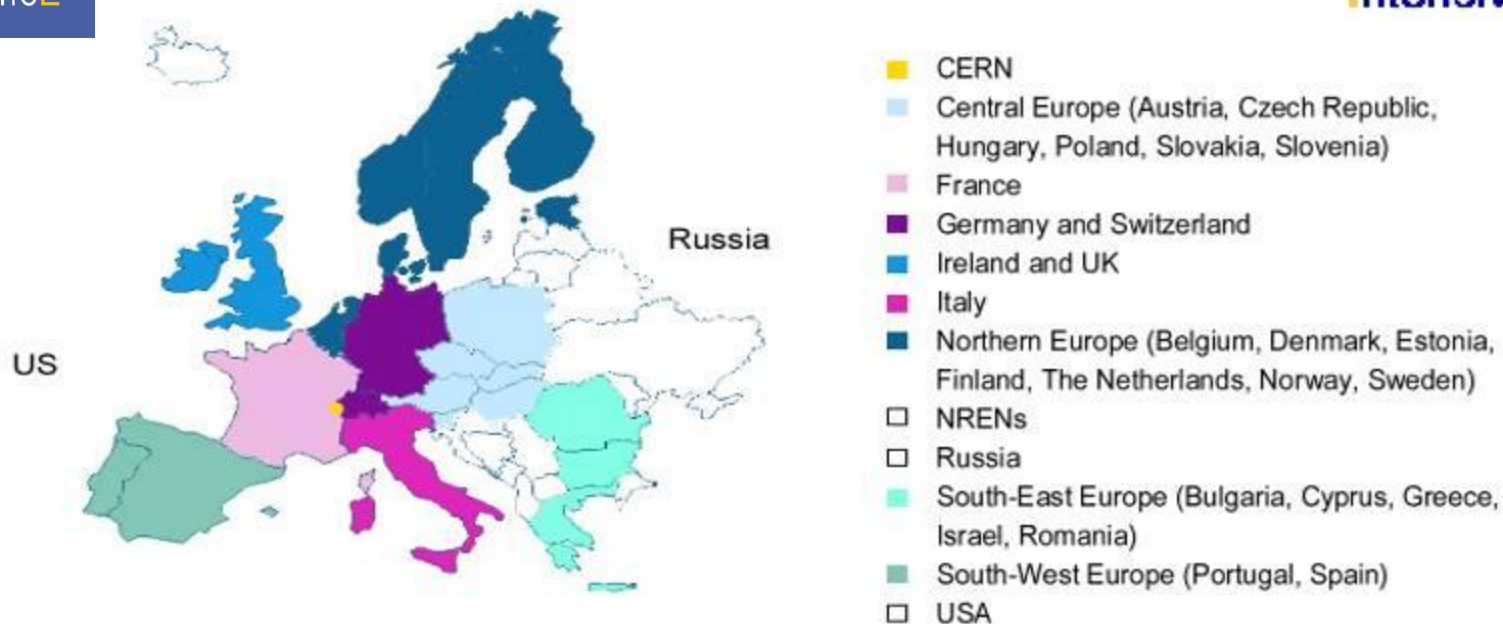 US
Russia
CERN
Central Europe (Austria, Czech Republic,
Hungary, Poland, Slovakia, Slovenia)
France
Germany and Switzerland
Ireland and UK
Italy
Northern Europe (Belgium, Denmark, Estonia,
Finland, The Netherlands, Norway, Sweden)
NRENs
Russia
South-East Europe (Bulgaria, Cyprus, Greece,
Israel, Romania)
South-West Europe (Portugal, Spain)
USA